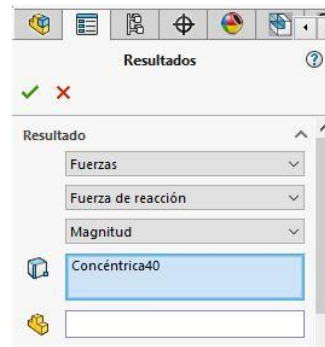 Resultados
Resultado
Fuerzas
Fuerza de reacción
Magnitud
Concéntrica40